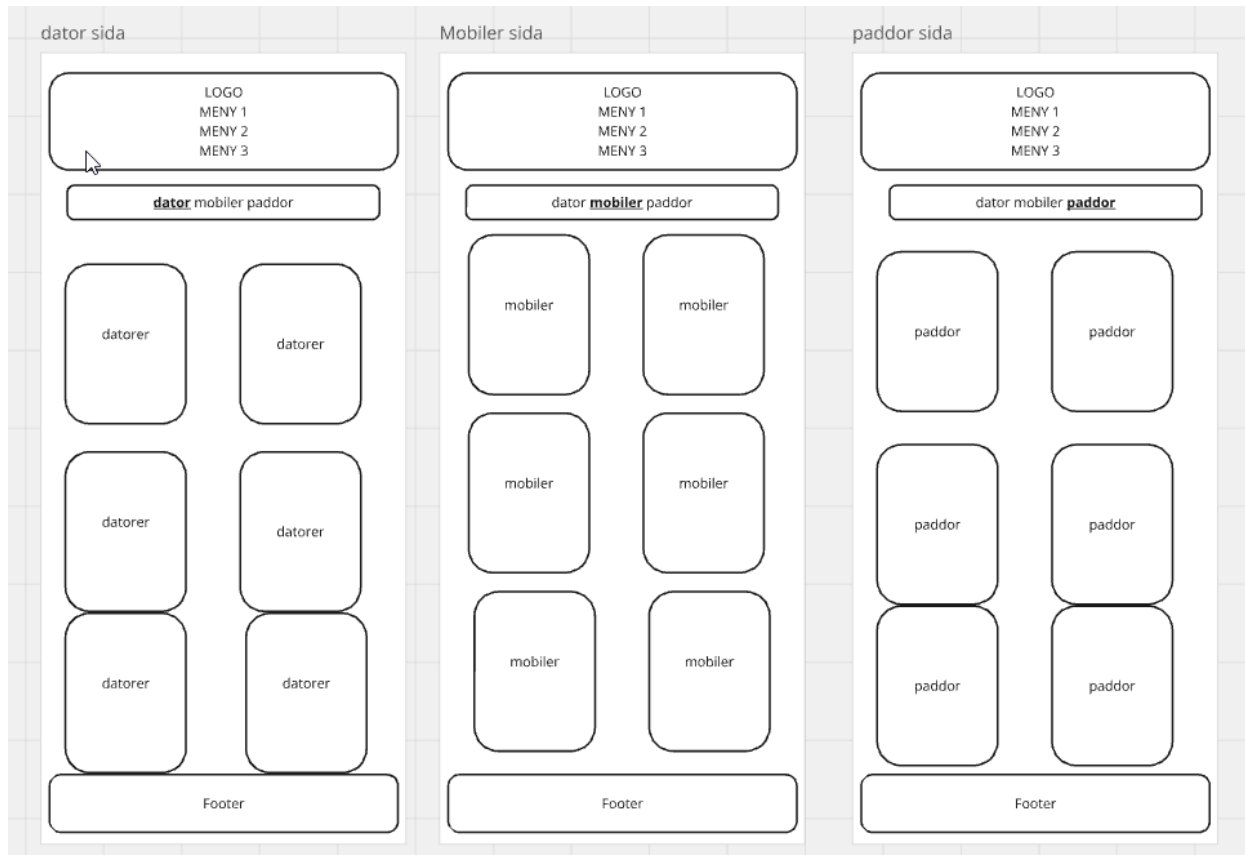 dator sida
LOGO
MENY 1
MENY 2
MENY 3
dator mobiler paddor
datorer
datorer
datorer
datorer
datorer
datorer
Footer
Mobiler sida
LOGO
MENY 1
MENY 2
MENY 3
dator mobiler paddor
mobiler
mobiler
mobiler
mobiler
mobiler
mobiler
Footer
paddor sida
LOGO
MENY 1
MENY 2
MENY 3
dator mobiler paddor
paddor
paddor
paddor
paddor
paddor
paddor
Footer